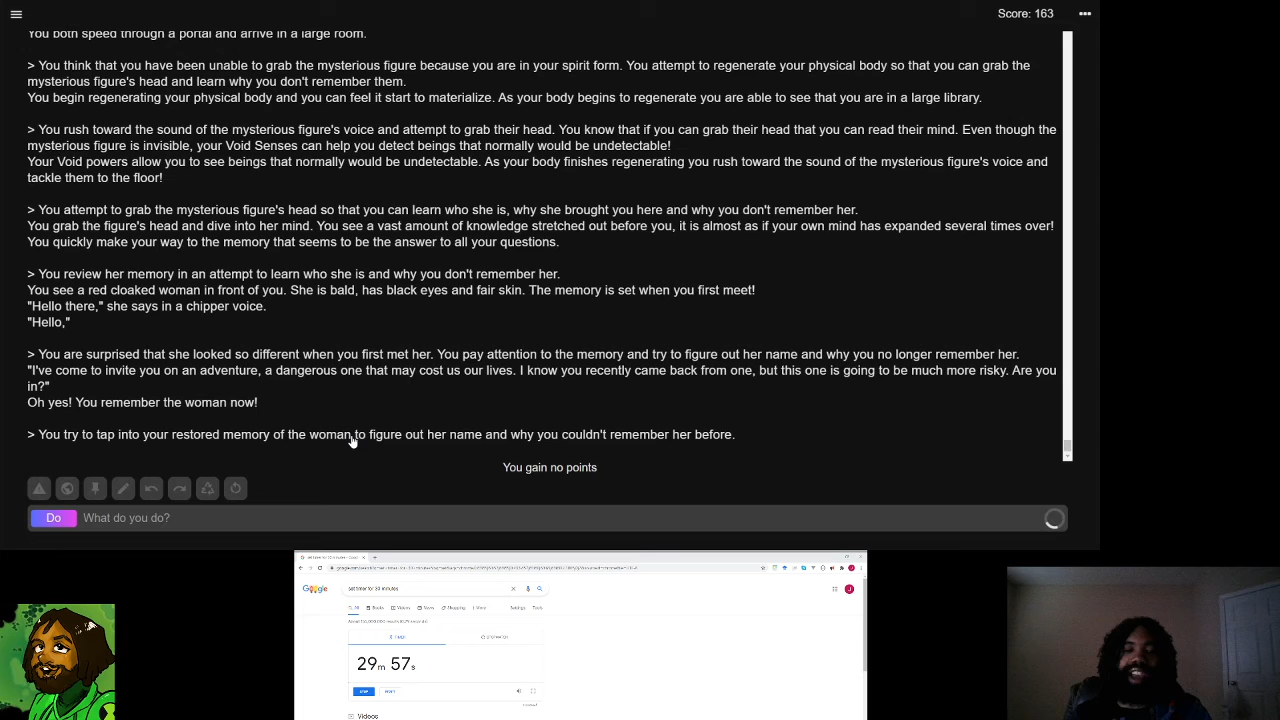 Score: 163
You both speed through a portal and arrive in a large room.
> You think that you have been unable to grab the mysterious figure because you are in your spirit form. You attempt to regenerate your physical body so that you can grab the
mysterious figure's head and learn why you don't remember them.
You begin regenerating your physical body and you can feel it start to materialize. As your body begins to regenerate you are able to see that you are in a large library.
> You rush toward the sound of the mysterious figure's voice and attempt to grab their head. You know that if you can grab their head that you can read their mind. Even though the
mysterious figure is invisible, your Void Senses can help you detect beings that normally would be undetectable!
Your Void powers allow you to see beings that normally would be undetectable. As your body finishes regenerating you rush toward the sound of the mysterious figure's voice and
tackle them to the floor!
> You attempt to grab the mysterious figure's head so that you can learn who she is, why she brought you here and why you don't remember her.
You grab the figure's head and dive into her mind. You see a vast amount of knowledge stretched out before you, it is almost as if your own mind has expanded several times over!
You quickly make your way to the memory that seems to be the answer to all your questions.
> You review her memory in an attempt to learn who she is and why you don't remember her.
You see a red cloaked woman in front of you. She is bald, has black eyes and fair skin. The memory is set when you first meet!
"Hello there," she says in a chipper voice.
"Hello,"
> You are surprised that she looked so different when you first met her. You pay attention to the memory and try to figure out her name and why you no longer remember her.
"I've come to invite you on an adventure, a dangerous one that may cost us our lives. I know you recently came back from one, but this one is going to be much more risky. Are you
in?"
Oh yes! You remember the woman now!
> You try to tap into your restored memory of the woman to figure out her name and why you couldn't remember her before.
You gain no points
Do What do you do?
Google set timer for 30 minutes
All Books Videos News Shopping More Settings Tools
TIMER STOPWATCH
29m 57s
STOP RESET
Videos